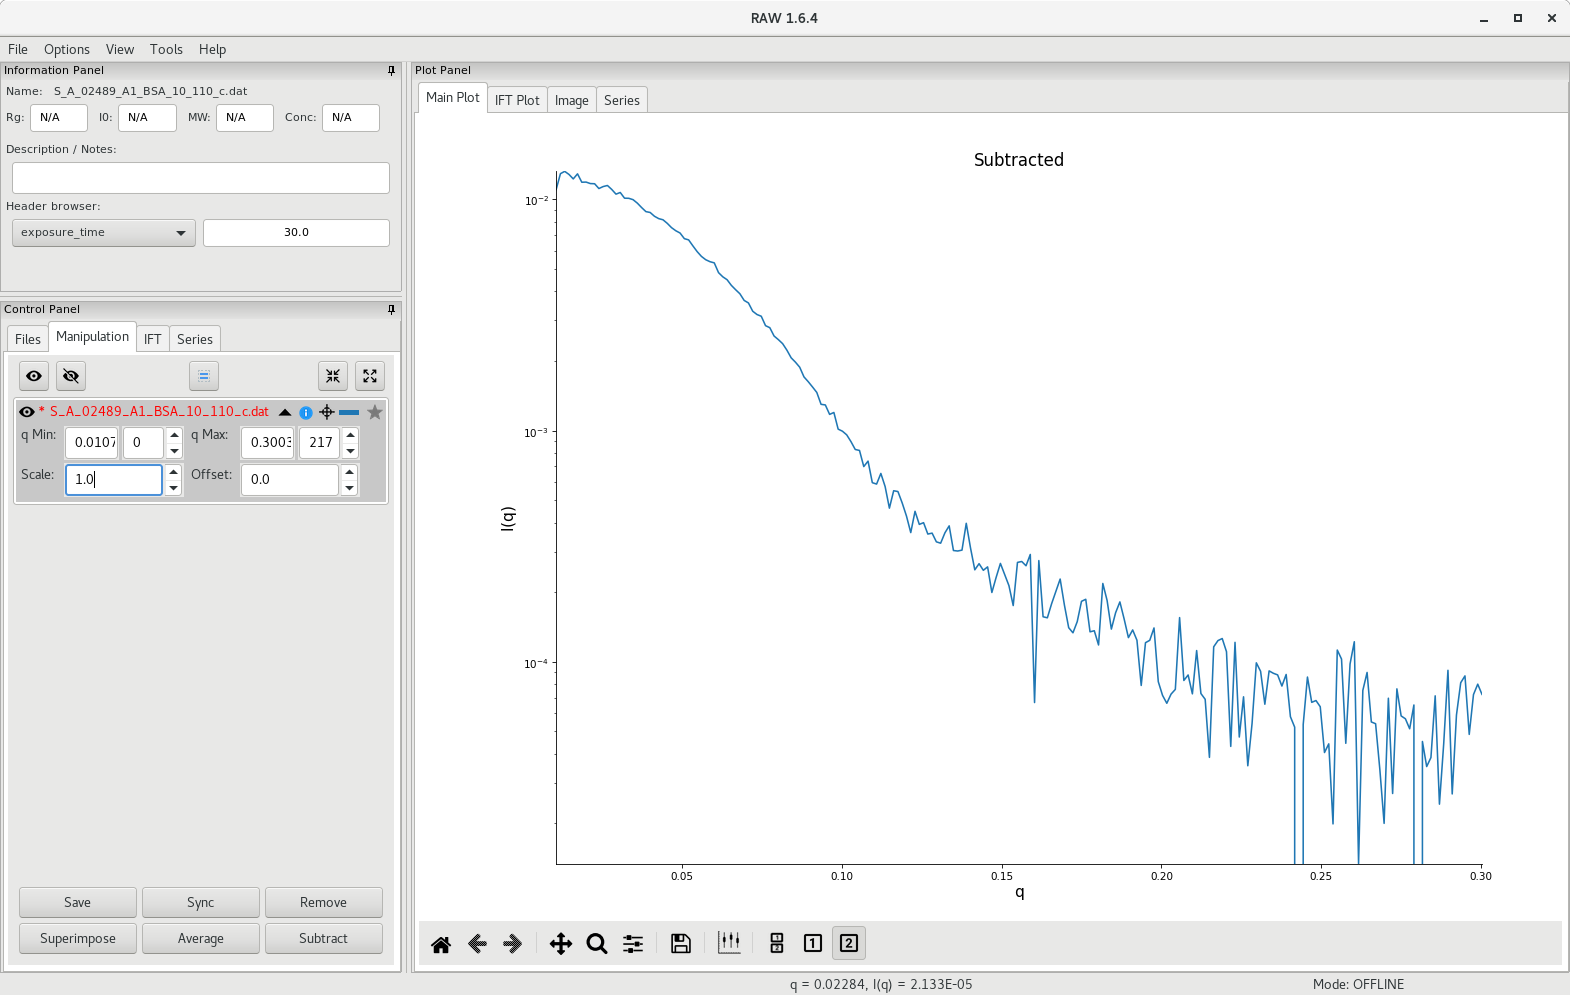 RAW 1.6.4
File Options View Tools Help
Information Panel
Name: S_A_02489_A1_BSA_10_110_c.dat
Rg: N/A I0: N/A MW: N/A Conc: N/A
Description / Notes:
Header browser:
exposure_time 30.0
Control Panel
Files Manipulation IFT Series
* S_A_02489_A1_BSA_10_110_c.dat
q Min: 0.0107 0 q Max: 0.3003 217
Scale: 1.0 Offset: 0.0
Save Sync Remove
Superimpose Average Subtract
Plot Panel
Main Plot IFT Plot Image Series
Subtracted
10⁻²
10⁻³
10⁻⁴
I(q)
0.05 0.10 0.15 0.20 0.25 0.30
q
1 2 1 2
q = 0.02284, I(q) = 2.133E-05 Mode: OFFLINE